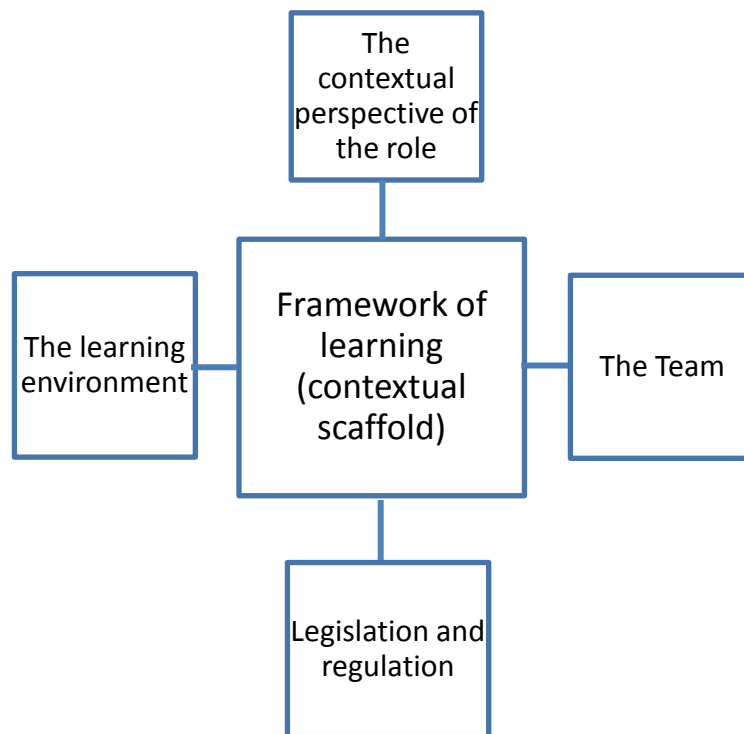 The
contextual
perspective of
the role
Framework of
learning
(contextual
scaffold)
The learning
environment
The Team
Legislation and
regulation